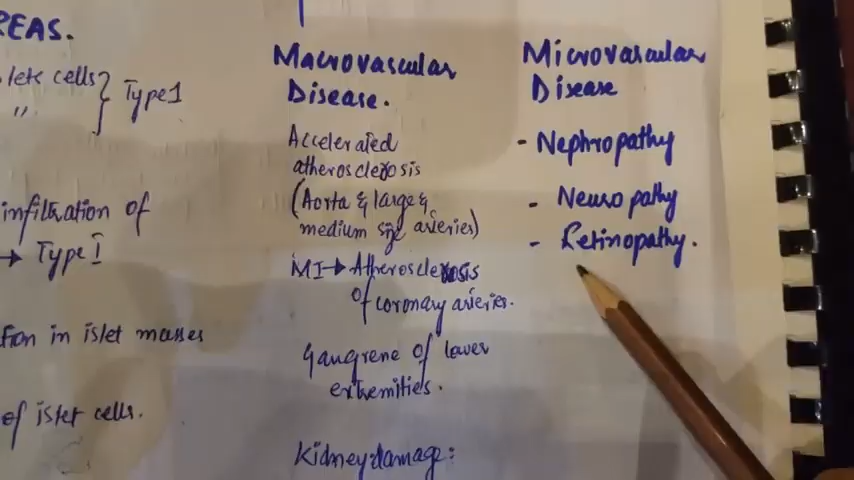 REAS.
lete cells } Type 1
"
infiltration of
→ Type I
tion in islet masses
of islet cells.
Macrovascular
Disease.
Accelerated
atherosclerosis
(Aorta & large &
medium size arteries)
MI → Atherosclerosis
of coronary arteries.
Gangrene of lower
extremities.
Kidney damage:
Microvascular
Disease
- Nephropathy
- Neuropathy
- Retinopathy.